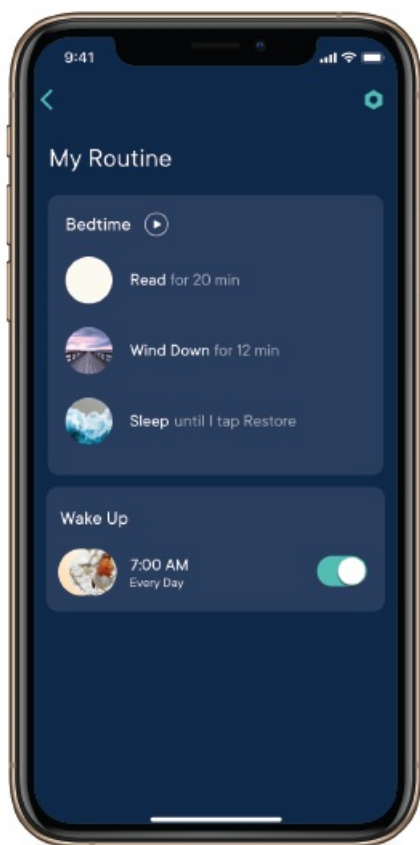 9:41
My Routine
Bedtime
Read for 20 min
Wind Down for 12 min
Sleep until I tap Restore
Wake Up
7:00 AM
Every Day